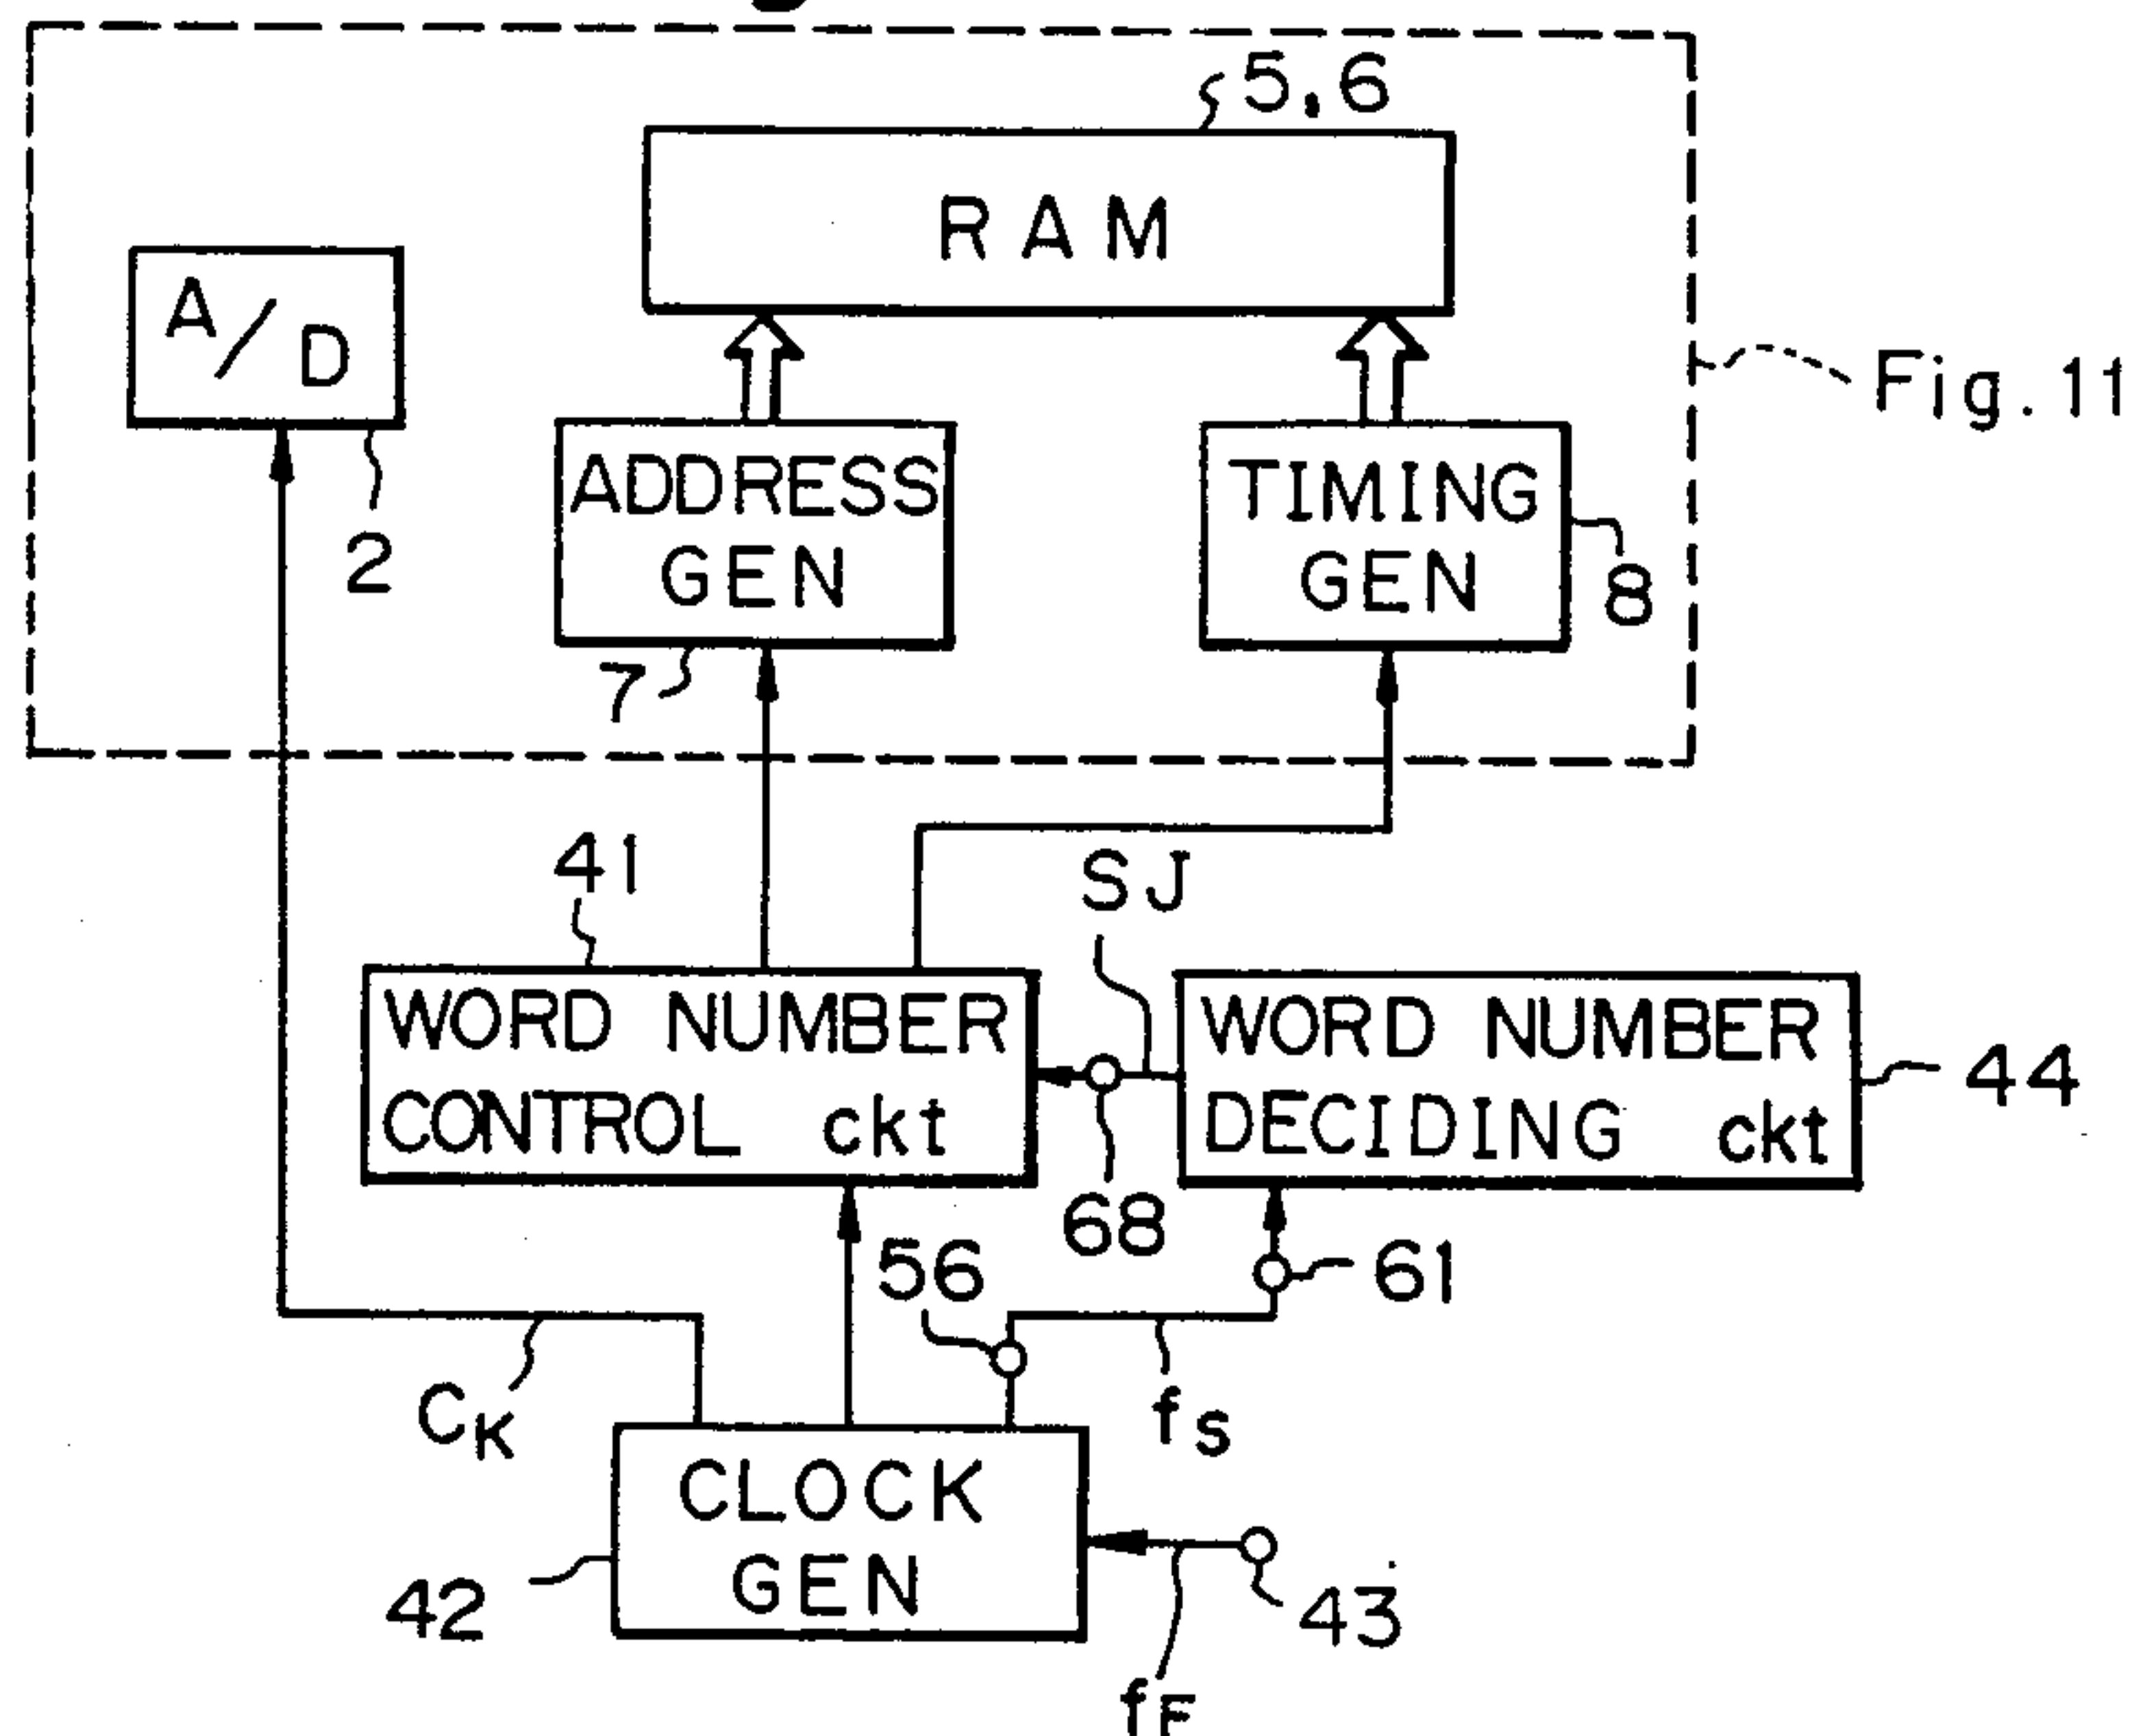 5,6
RAM
A/D
Fig.11
ADDRESS
GEN
TIMING
GEN
2
8
7
41
SJ
WORD NUMBER
CONTROL ckt
WORD NUMBER
DECIDING ckt
44
68
56
61
CK
fS
CLOCK
GEN
42
43
fF